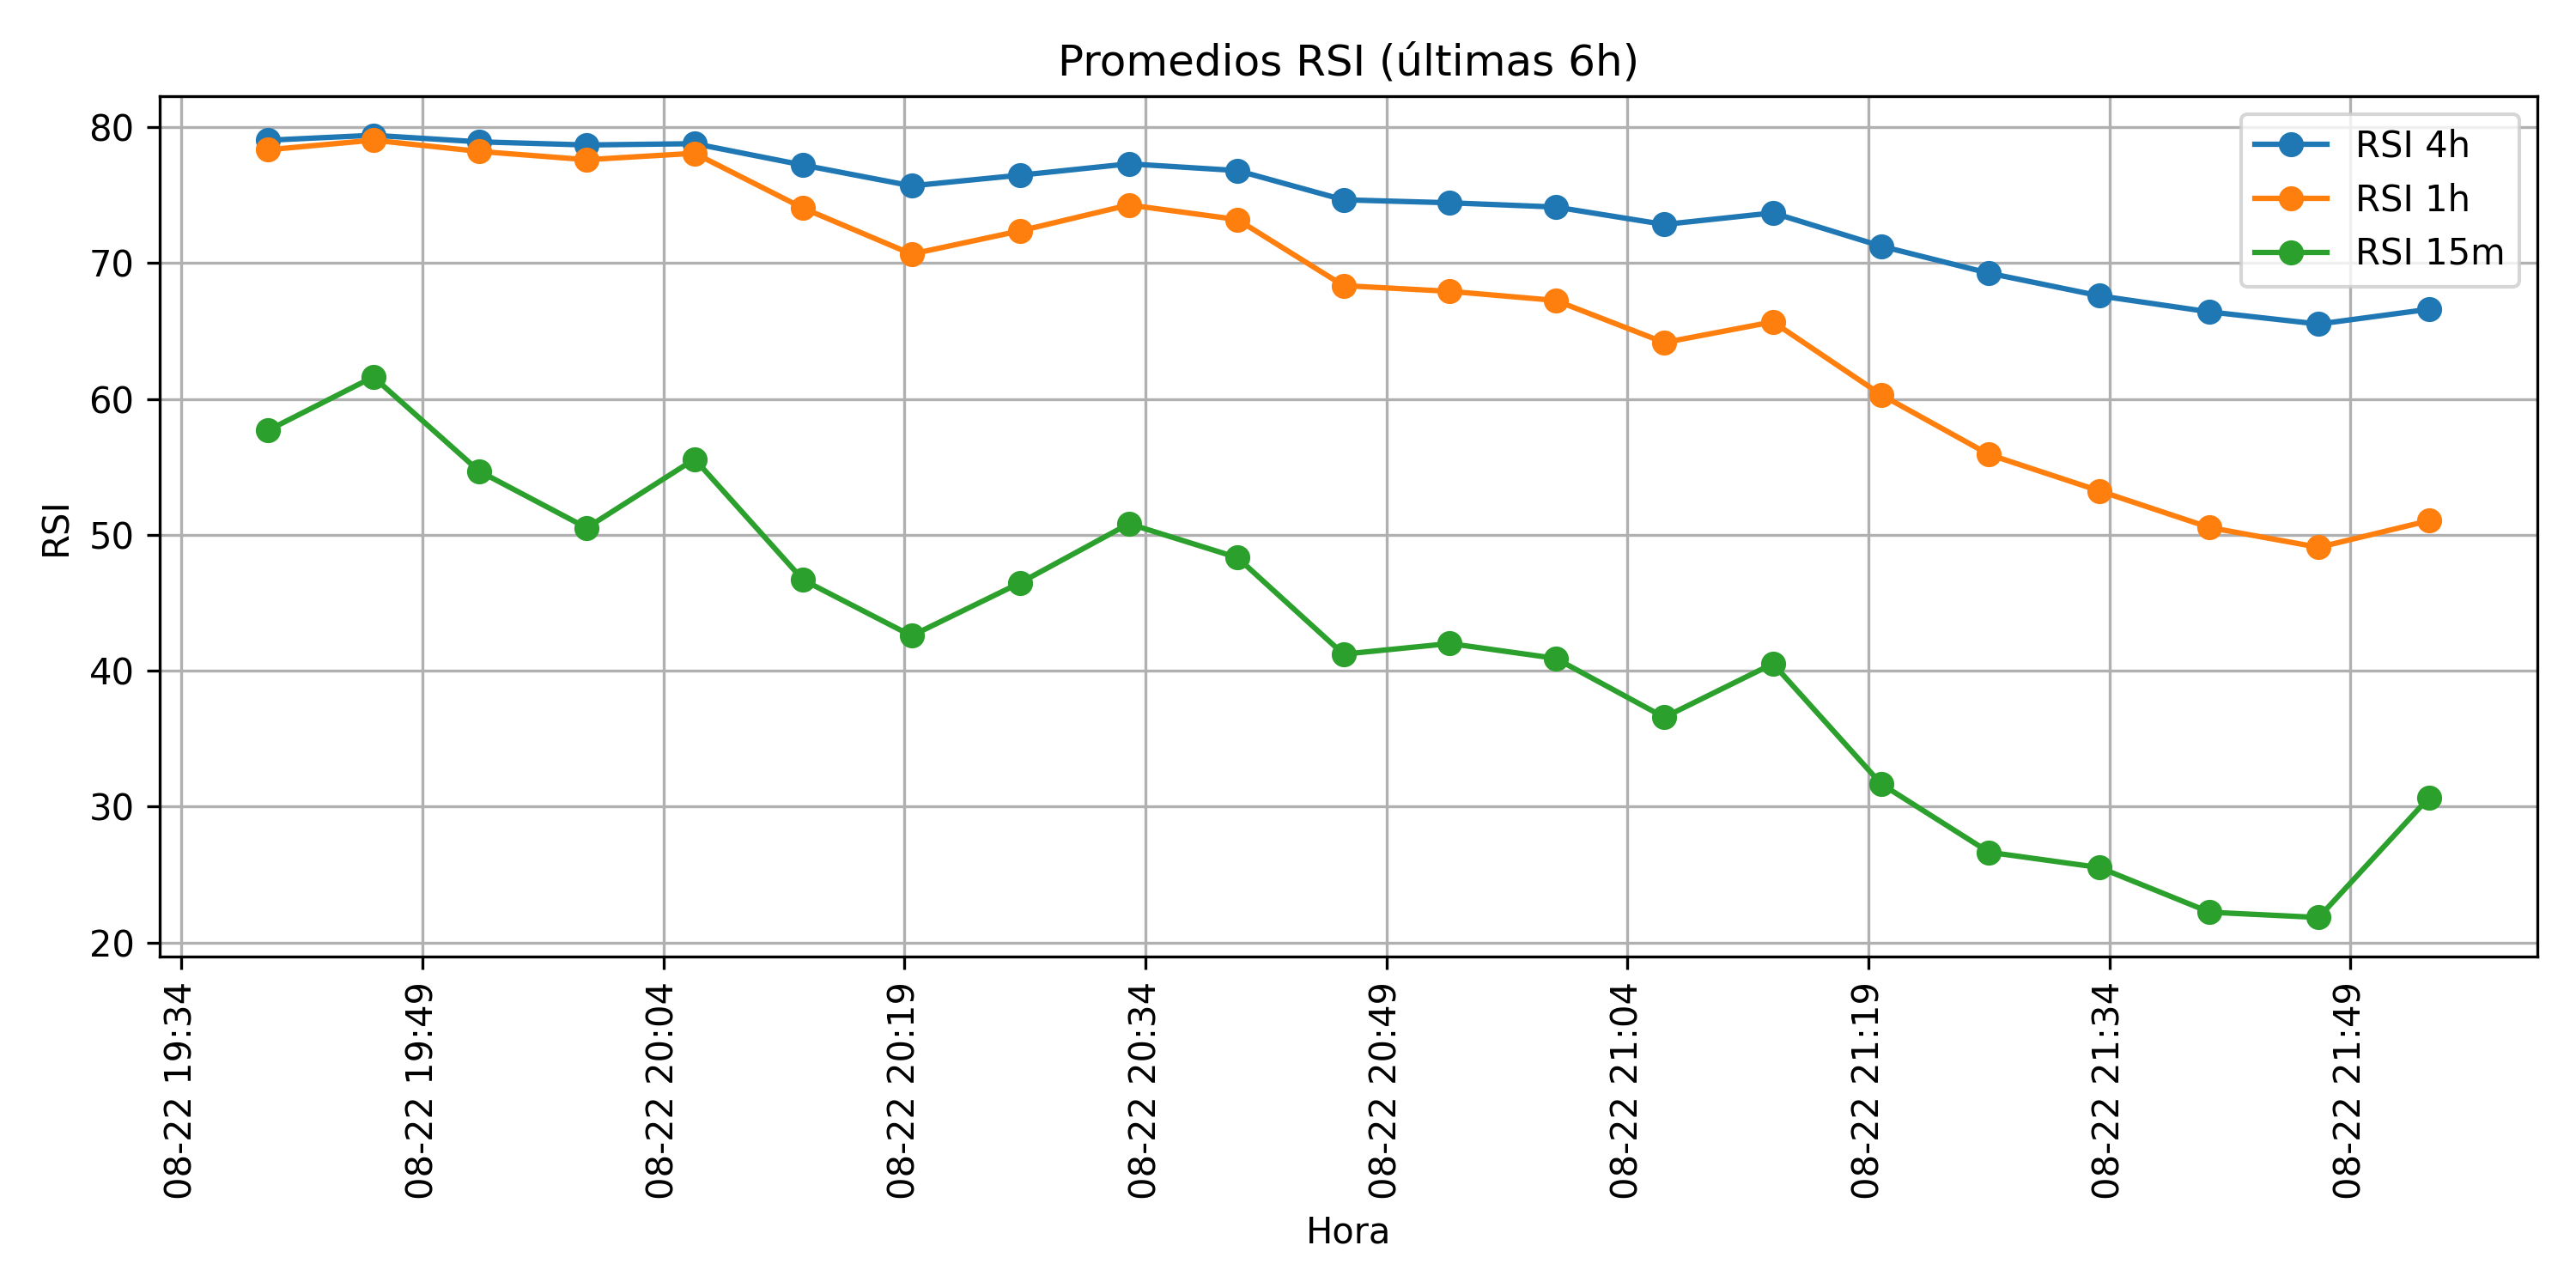 Promedios RSI (últimas 6h)
RSI 4h
RSI 1h
RSI 15m
80
70
60
50
40
30
20
RSI
08-22 19:34
08-22 19:49
08-22 20:04
08-22 20:19
08-22 20:34
08-22 20:49
08-22 21:04
08-22 21:19
08-22 21:34
08-22 21:49
Hora